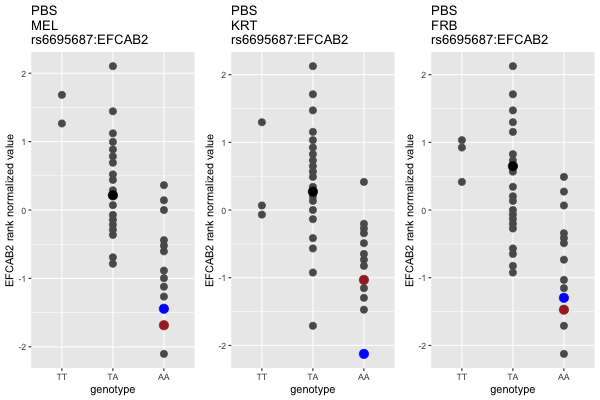 PBS
MEL
rs6695687:EFCAB2
EFCAB2 rank normalized value
2
1
0
-1
-2
TT
TA
AA
genotype
PBS
KRT
rs6695687:EFCAB2
EFCAB2 rank normalized value
2
1
0
-1
-2
TT
TA
AA
genotype
PBS
FRB
rs6695687:EFCAB2
EFCAB2 rank normalized value
2
1
0
-1
-2
TT
TA
AA
genotype